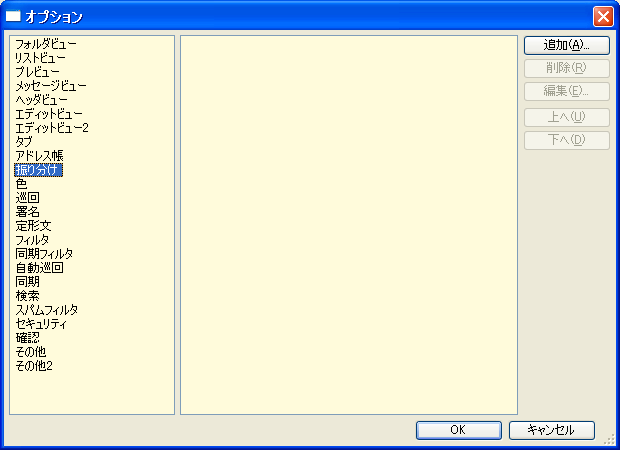 オプション
フォルダビュー
リストビュー
プレビュー
メッセージビュー
ヘッダビュー
エディットビュー
エディットビュー2
タブ
アドレス帳
振り分け
色
巡回
署名
定形文
フィルタ
同期フィルタ
自動巡回
同期
検索
スパムフィルタ
セキュリティ
確認
その他
その他2
追加(A)...
削除(R)
編集(E)...
上へ(U)
下へ(D)
OK
キャンセル